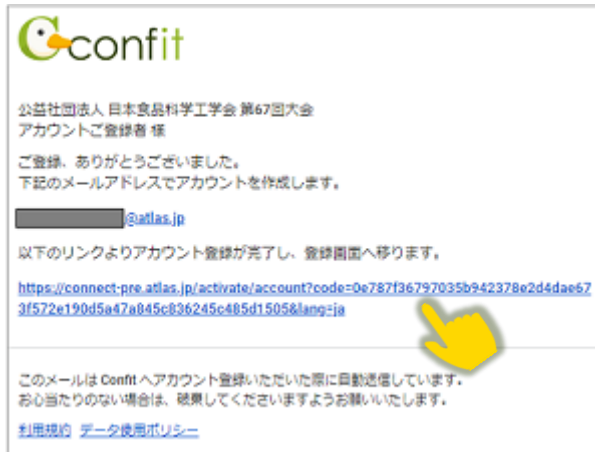 confit
公益社団法人 日本食品科学工学会 第67回大会
アカウントご登録者 様
ご登録、ありがとうございました。
下記のメールアドレスでアカウントを作成します。
@atlas.jp
以下のリンクよりアカウント登録が完了し、登録画面へ移ります。
https://connect-pre.atlas.jp/activate/account?code=0e787f36797035b942378e2d4dae67
3f572e190d5a47a845c836245c485d1505&lang=ja
このメールは Confit へアカウント登録いただいた際に自動送信しています。
お心当たりのない場合は、破棄してくださいますようお願いいたします。
利用規約 データ使用ポリシー